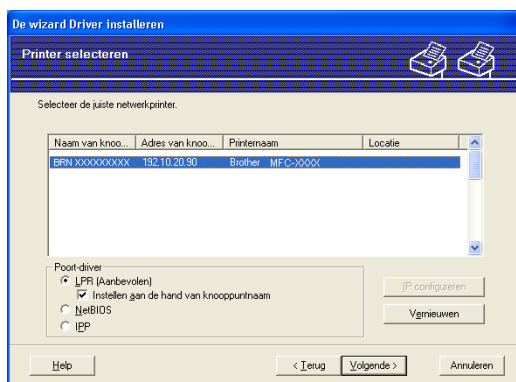 De wizard Driver installeren
Printer selecteren
Selecteer de juiste netwerkprinter.
Naam van knoo... Adres van knoo... Printernaam Locatie
BRN XXXXXXXXX 192.10.20.90 Brother MFC-XXXX
Poort-driver
LPR (Aanbevolen)
Instellen aan de hand van knooppuntnaam
NetBIOS
IPP
IP configureren
Vernieuwen
Help
< Terug
Volgende >
Annuleren